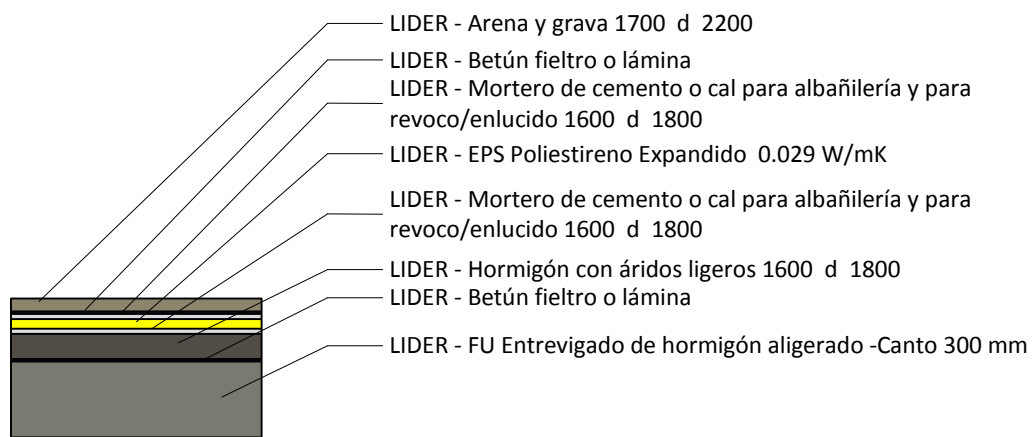 LIDER - Arena y grava 1700 d 2200
LIDER - Betún fieltro o lámina
LIDER - Mortero de cemento o cal para albañilería y para
revoco/enlucido 1600 d 1800
LIDER - EPS Poliestireno Expandido 0.029 W/mK
LIDER - Mortero de cemento o cal para albañilería y para
revoco/enlucido 1600 d 1800
LIDER - Hormigón con áridos ligeros 1600 d 1800
LIDER - Betún fieltro o lámina
LIDER - FU Entrevigado de hormigón aligerado -Canto 300 mm